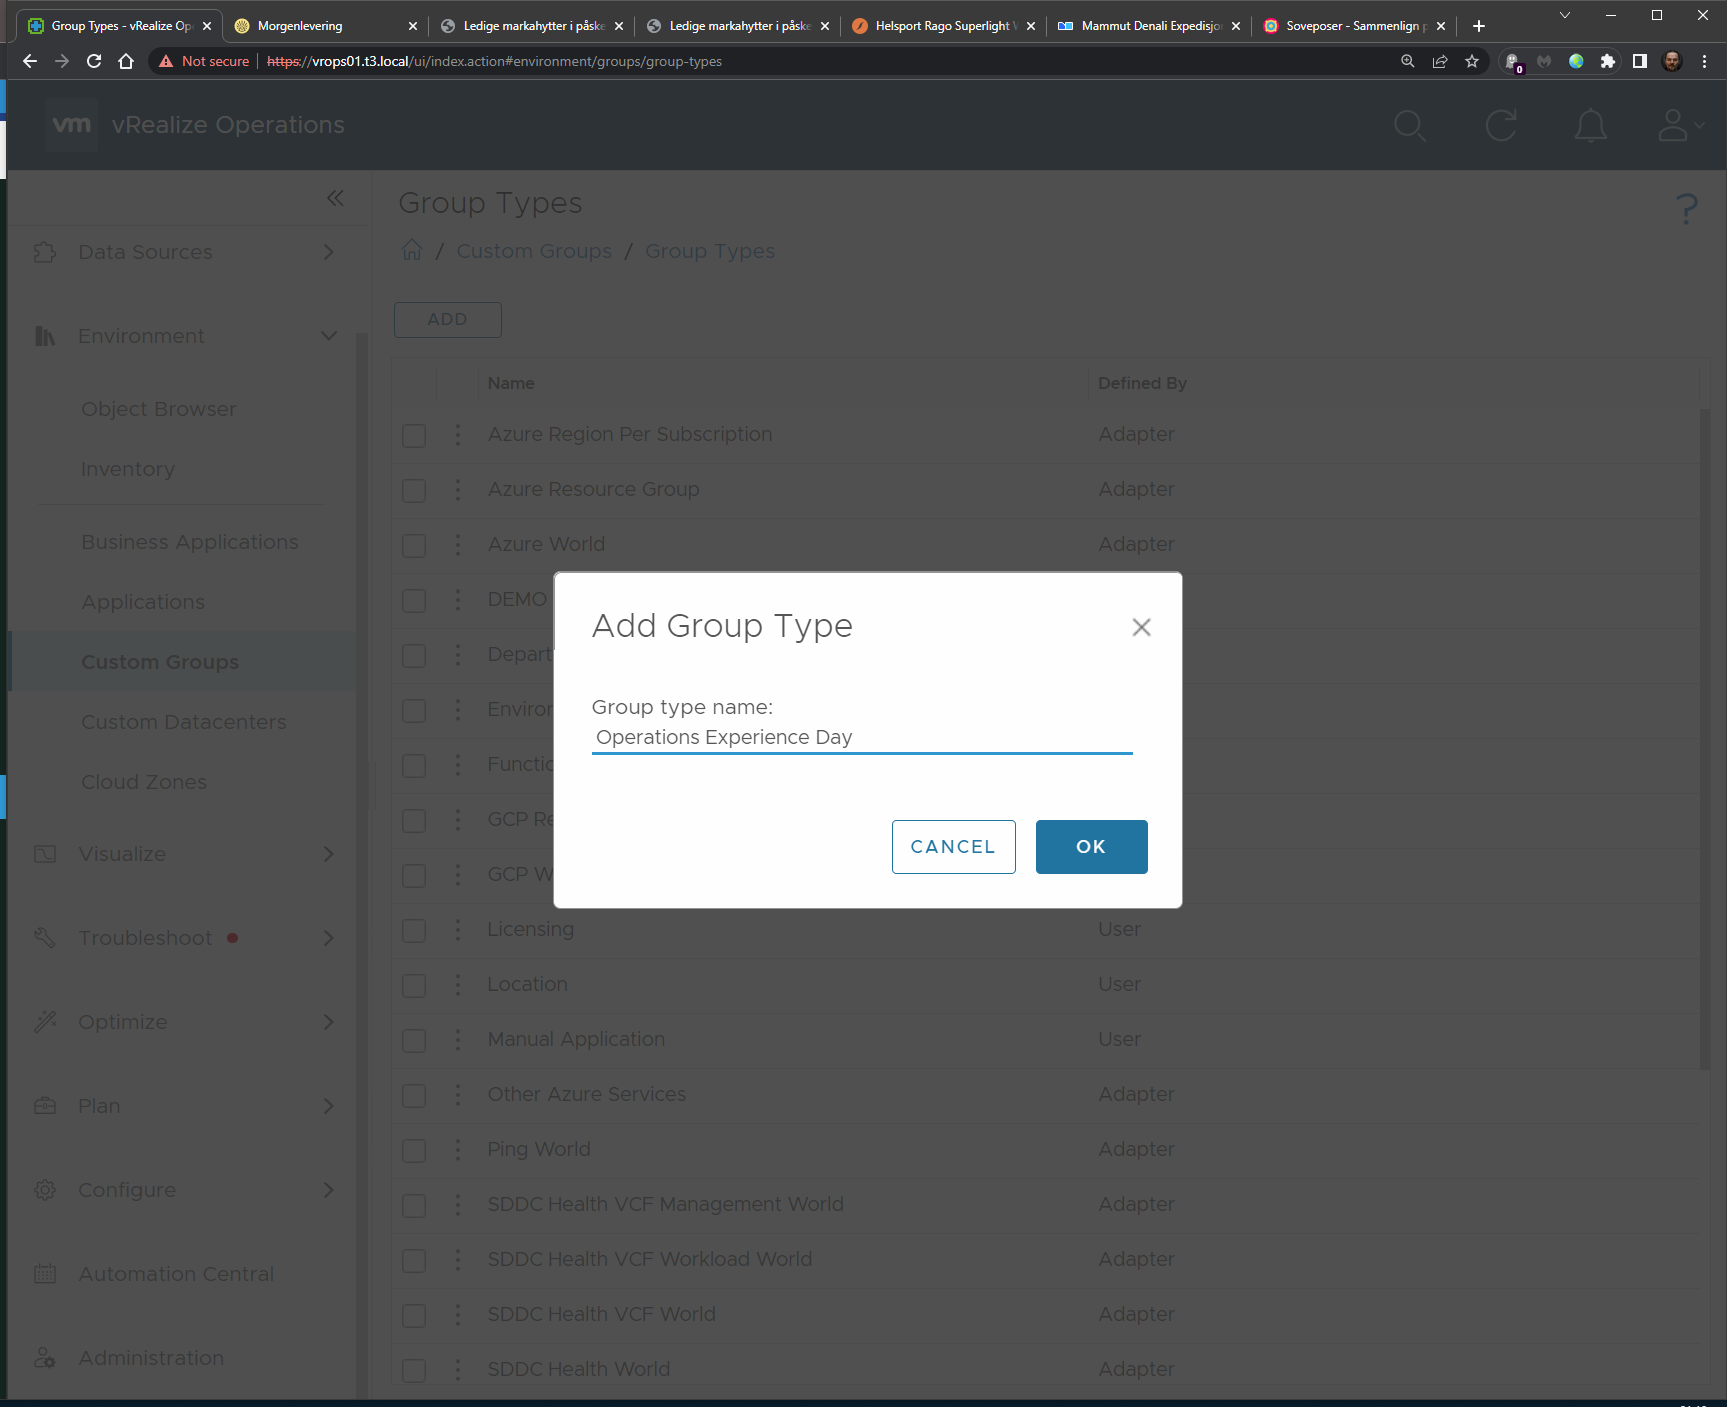 Group Types - vRealize Op
Morgenlevering
Ledige markahytter i påske
Ledige markahytter i påske
Helsport Rago Superlight
Mammut Denali Expedisjo
Soveposer - Sammenlign p
Not secure
https://vrops01.t3.local/ui/index.action#environment/groups/group-types
0
vm vRealize Operations
Group Types
?
/ Custom Groups / Group Types
ADD
Data Sources
Environment
Object Browser
Inventory
Business Applications
Applications
Custom Groups
Custom Datacenters
Cloud Zones
Visualize
Troubleshoot
Optimize
Plan
Configure
Automation Central
Administration
Name Defined By
Azure Region Per Subscription Adapter
Azure Resource Group Adapter
Azure World Adapter
DEMO
Depart
Enviror
Functio
GCP Re
GCP W
Add Group Type
Group type name:
Operations Experience Day
CANCEL OK
Licensing User
Location User
Manual Application User
Other Azure Services Adapter
Ping World Adapter
SDDC Health VCF Management World Adapter
SDDC Health VCF Workload World Adapter
SDDC Health VCF World Adapter
SDDC Health World Adapter